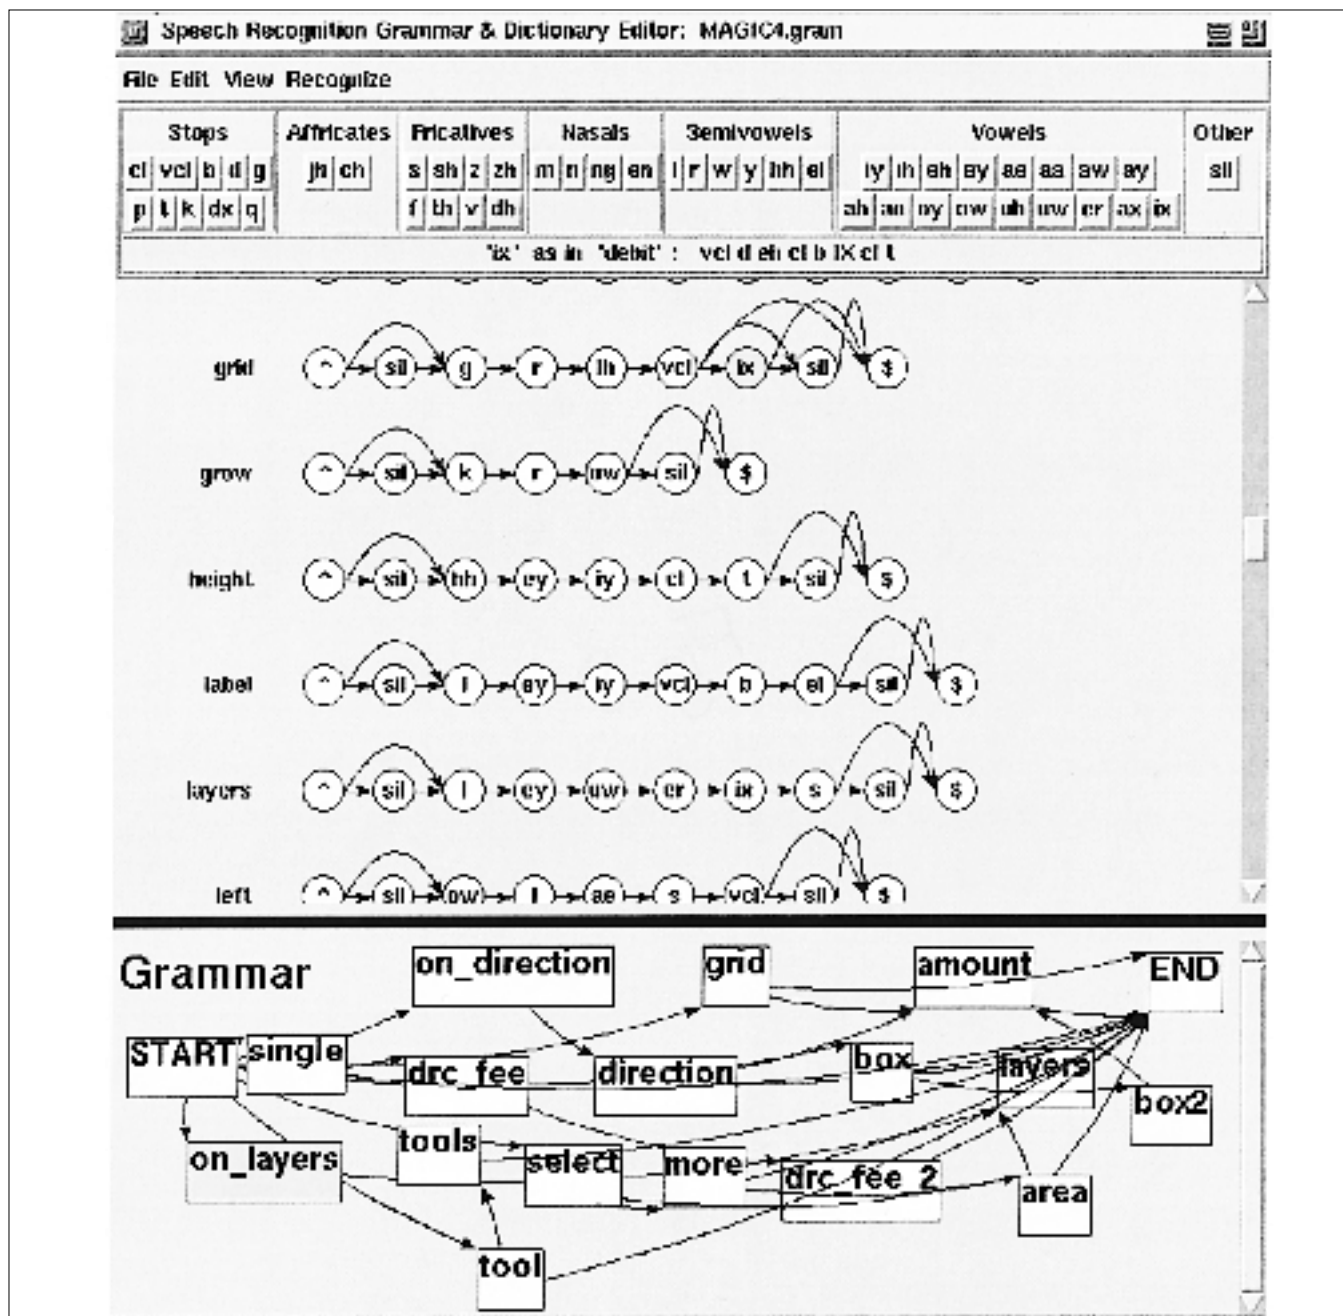 Speech Recognition Grammar & Dictionary Editor: MAGIC4.gram
File Edit View Recognize
Stops Affricates Fricatives Nasals Semivowels Vowels Other
cl vcl b d g jh ch s sh z zh m n ng en l r w y hh el iy ih eh ey ae aa aw ay sil
p t k dx q f th v dh ah ao oy ow uh uw er ax ix
"ix" as in "debit" : vcl d eh cl b IX cl t
grid ^ sil g r ih vcl ix sil $
grow ^ sil k r uw sil $
height ^ sil hh ey iy cl t sil $
label ^ sil l ey iy vcl b el sil $
layers ^ sil l ey uw er ix s sil $
left ^ sil ow l ae s vcl sil $
Grammar
on_direction grid amount END
START single drc_fee direction box layers box2
on_layers tools select more drc_fee_2 area
tool